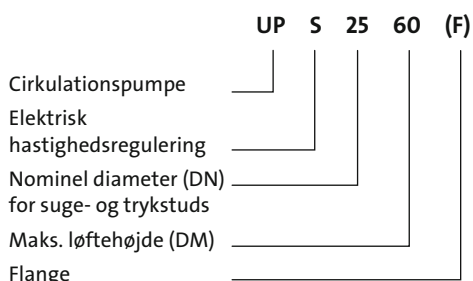 UP S 25 60 (F)
Cirkulationspumpe
Elektrisk
hastighedsregulering
Nominel diameter (DN)
for suge- og trykstuds
Maks. løftehøjde (DM)
Flange